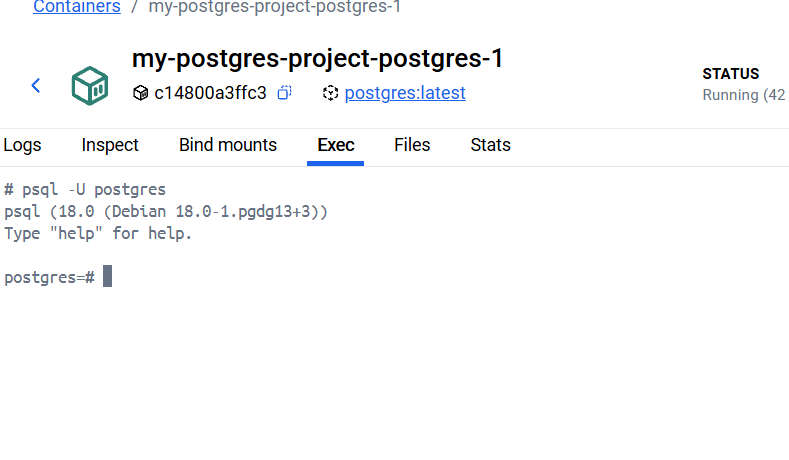 Containers / my-postgres-project-postgres-1
my-postgres-project-postgres-1
c14800a3ffc3 postgres:latest
STATUS
Running (42
Logs Inspect Bind mounts Exec Files Stats
# psql -U postgres
psql (18.0 (Debian 18.0-1.pgdg13+3))
Type "help" for help.
postgres=#